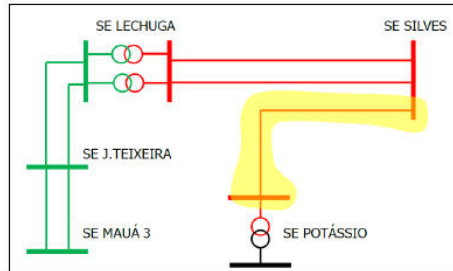 SE LECHUGA
SE SILVES
SE J.TEIXEIRA
SE MAUÁ 3
SE POTÁSSIO